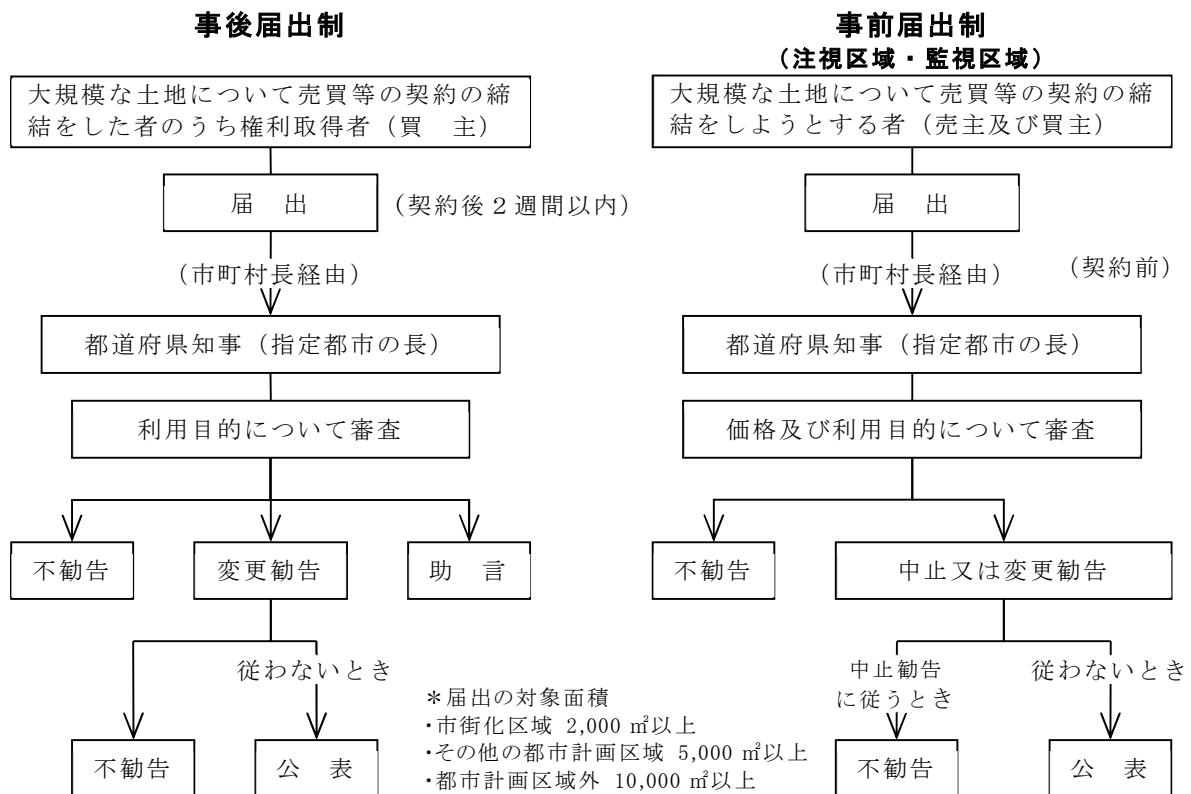 事後届出制
大規模な土地について売買等の契約の締
結をした者のうち権利取得者（買　主）
届　出
（契約後２週間以内）
（市町村長経由）
都道府県知事（指定都市の長）
利用目的について審査
不勧告
変更勧告
助　言
従わないとき
不勧告
公　表
＊届出の対象面積
・市街化区域 2,000 ㎡以上
・その他の都市計画区域 5,000 ㎡以上
・都市計画区域外 10,000 ㎡以上
事前届出制
（注視区域・監視区域）
大規模な土地について売買等の契約の締
結をしようとする者（売主及び買主）
届　出
（市町村長経由）
（契約前）
都道府県知事（指定都市の長）
価格及び利用目的について審査
不勧告
中止又は変更勧告
中止勧告
に従うとき
従わないとき
不勧告
公　表